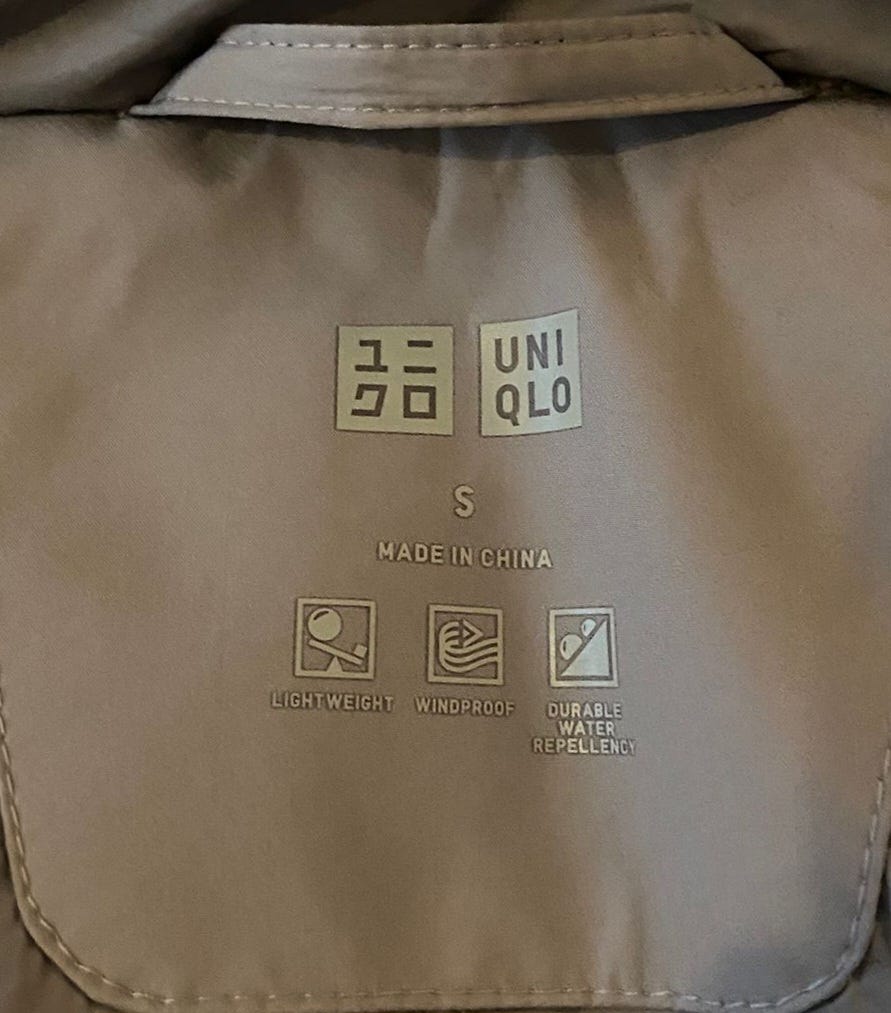 ユニ
クロ
UNI
QLO
S
MADE IN CHINA
LIGHTWEIGHT
WINDPROOF
DURABLE
WATER
REPELLENCY